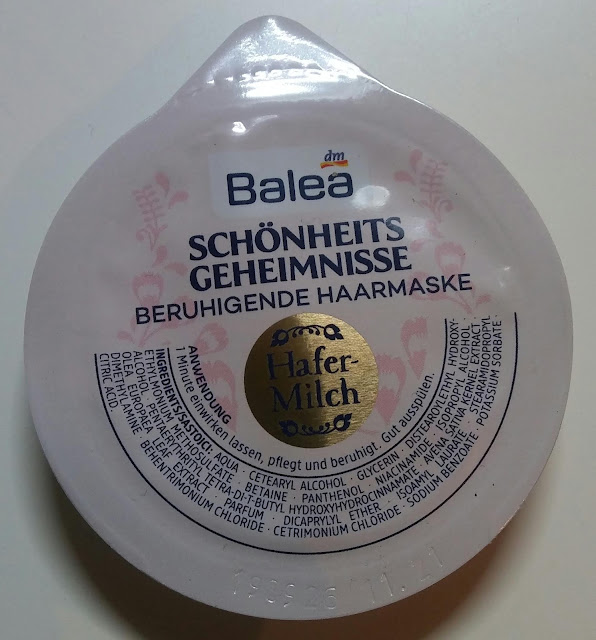 dm
Balea
SCHÖNHEITS
GEHEIMNISSE
BERUHIGENDE HAARMASKE
Hafer-
Milch
ANWENDUNG
1 Minute einwirken lassen, pflegt und beruhigt. Gut ausspülen.
INGREDIENTS/SASTOJCI: AQUA · CETEARYL ALCOHOL · GLYCERIN · DISTEAROYLETHYL HYDROXY-
ETHYLMONIUM METHOSULFATE · BETAINE · PANTHENOL · NIACINAMIDE · ISOPROPYL ALCOHOL ·
ALCOHOL · PENTAERYTHRITYL TETRA-DI-T-BUTYL HYDROXYHYDROCINNAMATE · AVENA SATIVA KERNEL EXTRACT ·
OLEA EUROPAEA LEAF EXTRACT · PARFUM · DICAPRYLYL ETHER · ISOAMYL LAURATE · STEARAMIDOPROPYL
DIMETHYLAMINE · BEHENTRIMONIUM CHLORIDE · CETRIMONIUM CHLORIDE · SODIUM BENZOATE · POTASSIUM SORBATE ·
CITRIC ACID.
11.21